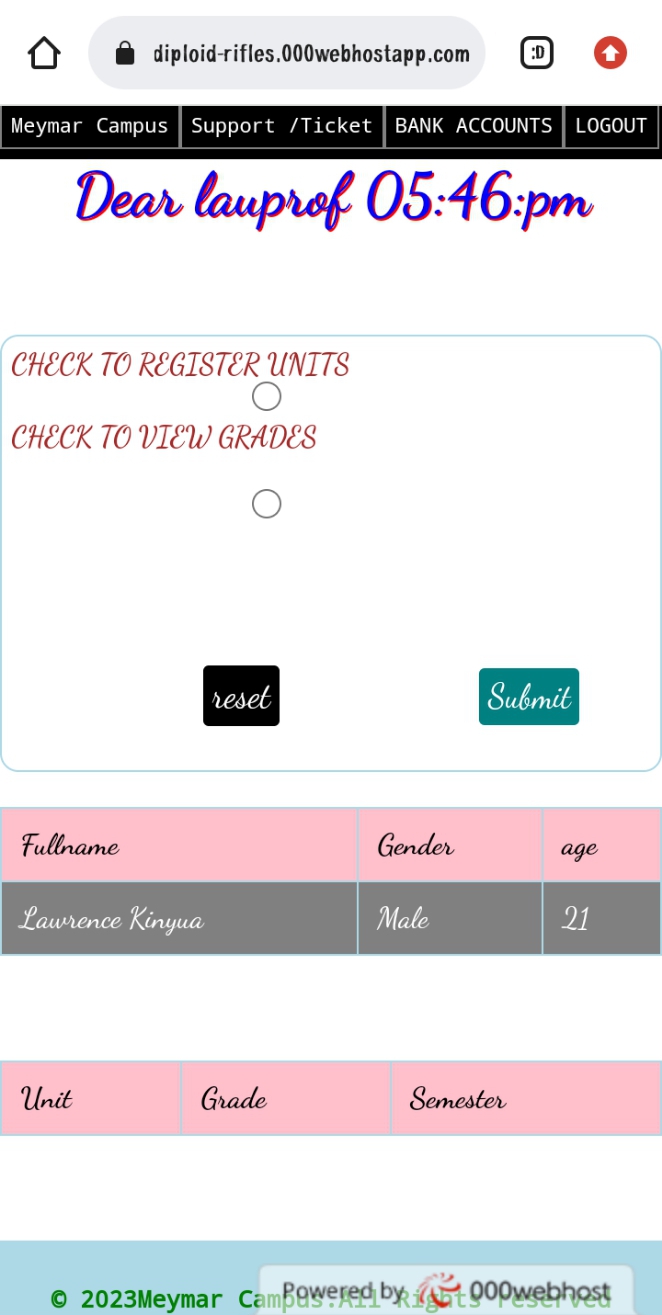 :D
diploid-rifles.000webhostapp.com
Meymar Campus Support /Ticket BANK ACCOUNTS LOGOUT
Dear lauprof 05:46:pm
CHECK TO REGISTER UNITS
CHECK TO VIEW GRADES
reset Submit
Fullname Gender age
Lawrence Kinyua Male 21
Unit Grade Semester
© 2023Meymar Campus.All Rights reserved
Powered by 000webhost